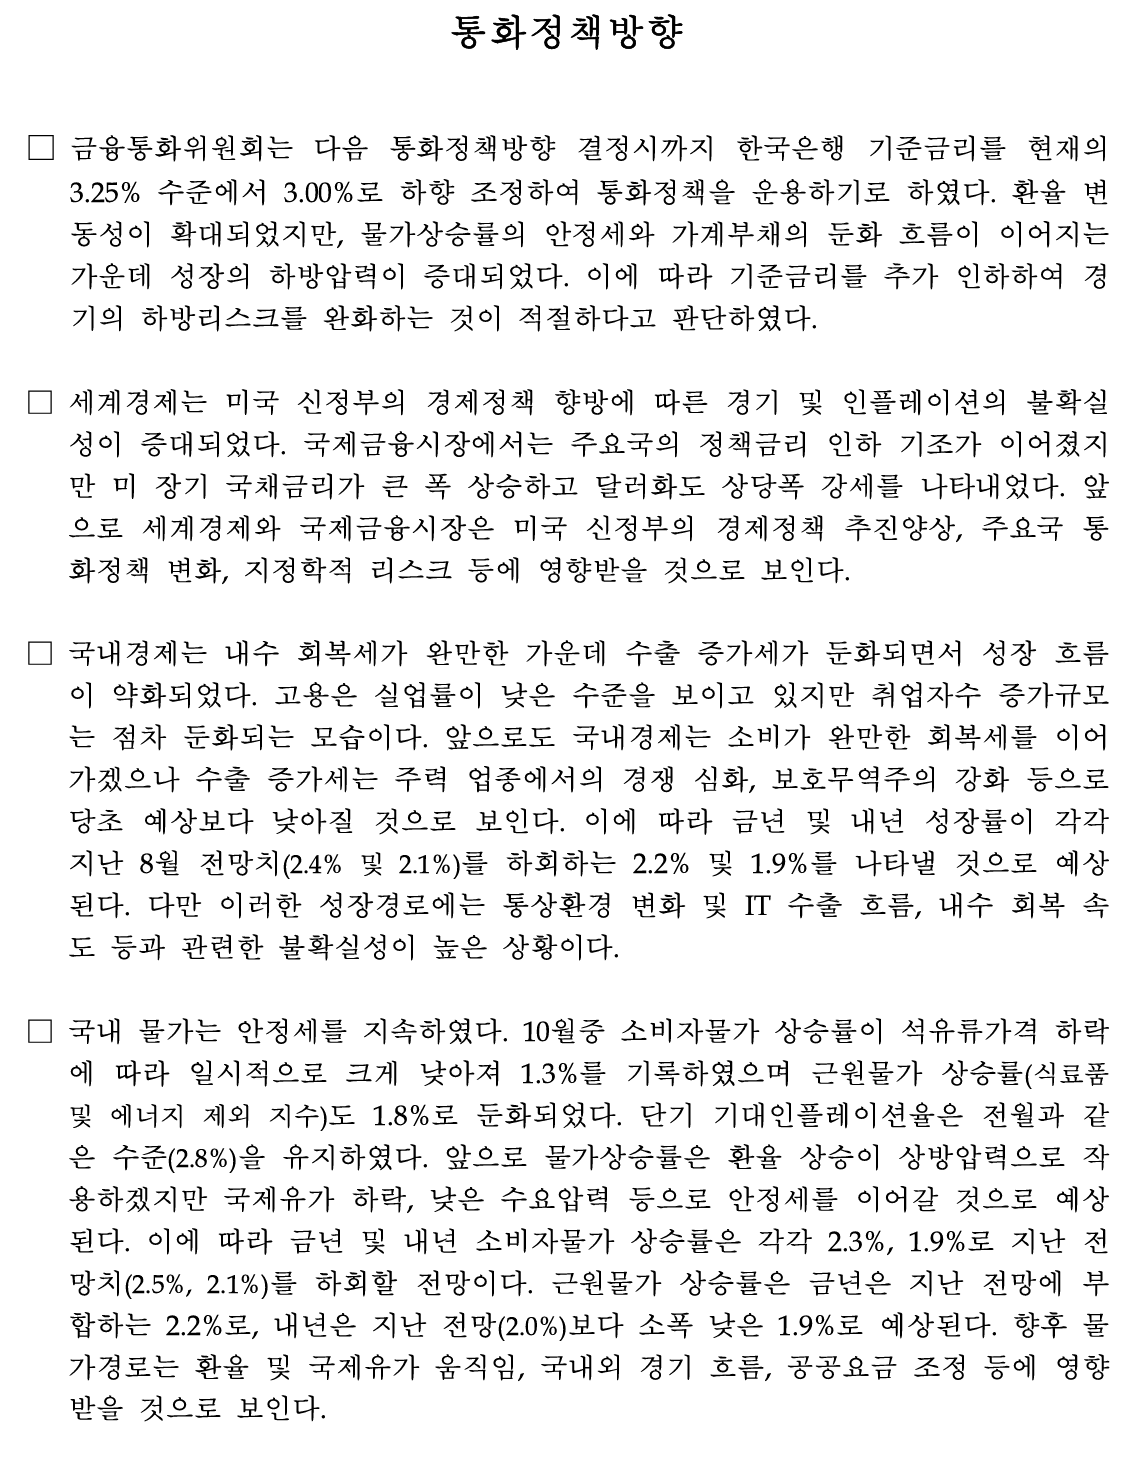 통화정책방향
□ 금융통화위원회는 다음 통화정책방향 결정시까지 한국은행 기준금리를 현재의
3.25% 수준에서 3.00%로 하향 조정하여 통화정책을 운용하기로 하였다. 환율 변
동성이 확대되었지만, 물가상승률의 안정세와 가계부채의 둔화 흐름이 이어지는
가운데 성장의 하방압력이 증대되었다. 이에 따라 기준금리를 추가 인하하여 경
기의 하방리스크를 완화하는 것이 적절하다고 판단하였다.
□ 세계경제는 미국 신정부의 경제정책 향방에 따른 경기 및 인플레이션의 불확실
성이 증대되었다. 국제금융시장에서는 주요국의 정책금리 인하 기조가 이어졌지
만 미 장기 국채금리가 큰 폭 상승하고 달러화도 상당폭 강세를 나타내었다. 앞
으로 세계경제와 국제금융시장은 미국 신정부의 경제정책 추진양상, 주요국 통
화정책 변화, 지정학적 리스크 등에 영향받을 것으로 보인다.
□ 국내경제는 내수 회복세가 완만한 가운데 수출 증가세가 둔화되면서 성장 흐름
이 약화되었다. 고용은 실업률이 낮은 수준을 보이고 있지만 취업자수 증가규모
는 점차 둔화되는 모습이다. 앞으로도 국내경제는 소비가 완만한 회복세를 이어
가겠으나 수출 증가세는 주력 업종에서의 경쟁 심화, 보호무역주의 강화 등으로
당초 예상보다 낮아질 것으로 보인다. 이에 따라 금년 및 내년 성장률이 각각
지난 8월 전망치(2.4% 및 2.1%)를 하회하는 2.2% 및 1.9%를 나타낼 것으로 예상
된다. 다만 이러한 성장경로에는 통상환경 변화 및 IT 수출 흐름, 내수 회복 속
도 등과 관련한 불확실성이 높은 상황이다.
□ 국내 물가는 안정세를 지속하였다. 10월중 소비자물가 상승률이 석유류가격 하락
에 따라 일시적으로 크게 낮아져 1.3%를 기록하였으며 근원물가 상승률(식료품
및 에너지 제외 지수)도 1.8%로 둔화되었다. 단기 기대인플레이션율은 전월과 같
은 수준(2.8%)을 유지하였다. 앞으로 물가상승률은 환율 상승이 상방압력으로 작
용하겠지만 국제유가 하락, 낮은 수요압력 등으로 안정세를 이어갈 것으로 예상
된다. 이에 따라 금년 및 내년 소비자물가 상승률은 각각 2.3%, 1.9%로 지난 전
망치(2.5%, 2.1%)를 하회할 전망이다. 근원물가 상승률은 금년은 지난 전망에 부
합하는 2.2%로, 내년은 지난 전망(2.0%)보다 소폭 낮은 1.9%로 예상된다. 향후 물
가경로는 환율 및 국제유가 움직임, 국내외 경기 흐름, 공공요금 조정 등에 영향
받을 것으로 보인다.